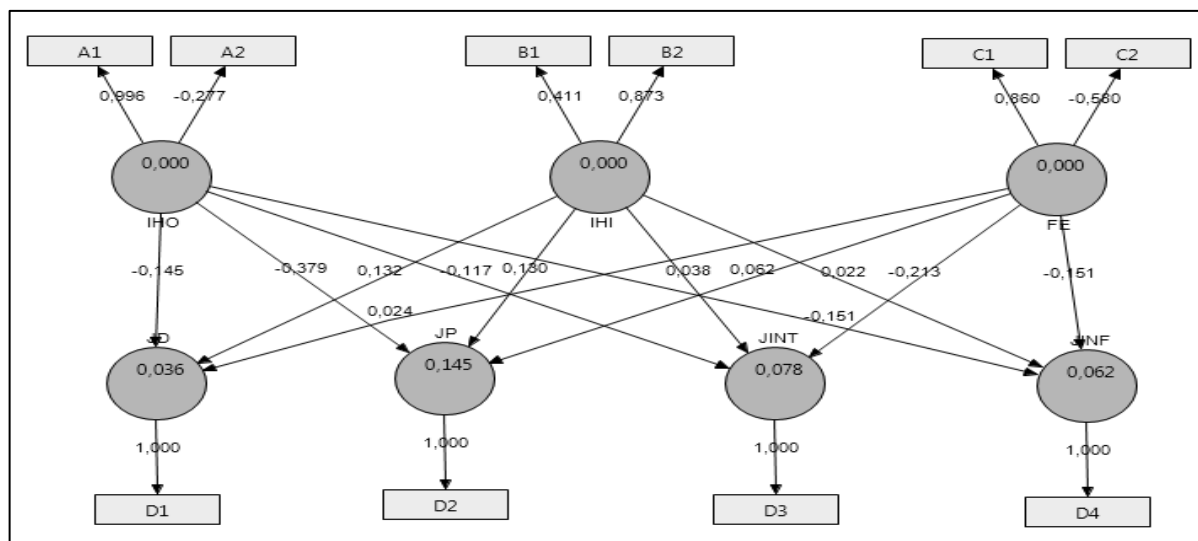 A1 A2 B1 B2 C1 C2
0,996 -0,277 0,411 0,873 0,860 -0,580
0,000 0,000 0,000
IHO IHI FE
-0,145 -0,379 0,132 -0,117 0,130 0,038 0,062 0,022 -0,213 -0,151
0,024 -0,151
JD JP JINT JINF
0,036 0,145 0,078 0,062
1,000 1,000 1,000 1,000
D1 D2 D3 D4